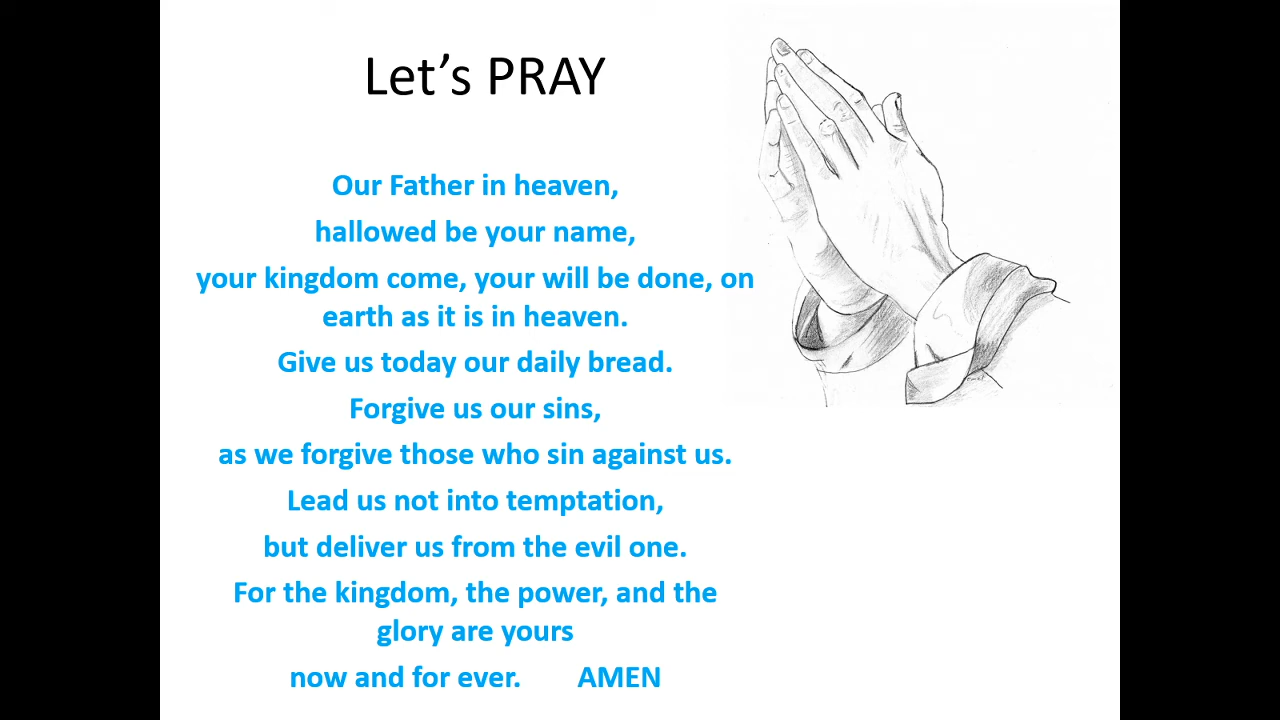 Let's PRAY
Our Father in heaven,
hallowed be your name,
your kingdom come, your will be done, on
earth as it is in heaven.
Give us today our daily bread.
Forgive us our sins,
as we forgive those who sin against us.
Lead us not into temptation,
but deliver us from the evil one.
For the kingdom, the power, and the
glory are yours
now and for ever. AMEN